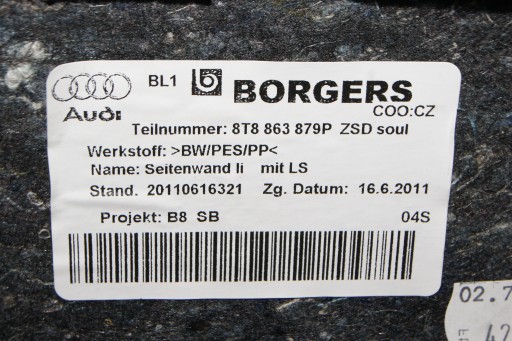 BL1 BORGERS
COO:CZ
Audi
Teilnummer: 8T8 863 879P ZSD soul
Werkstoff: >BW/PES/PP<
Name: Seitenwand li mit LS
Stand. 20110616321 Zg. Datum: 16.6.2011
Projekt: B8 SB 04S
02.7
42